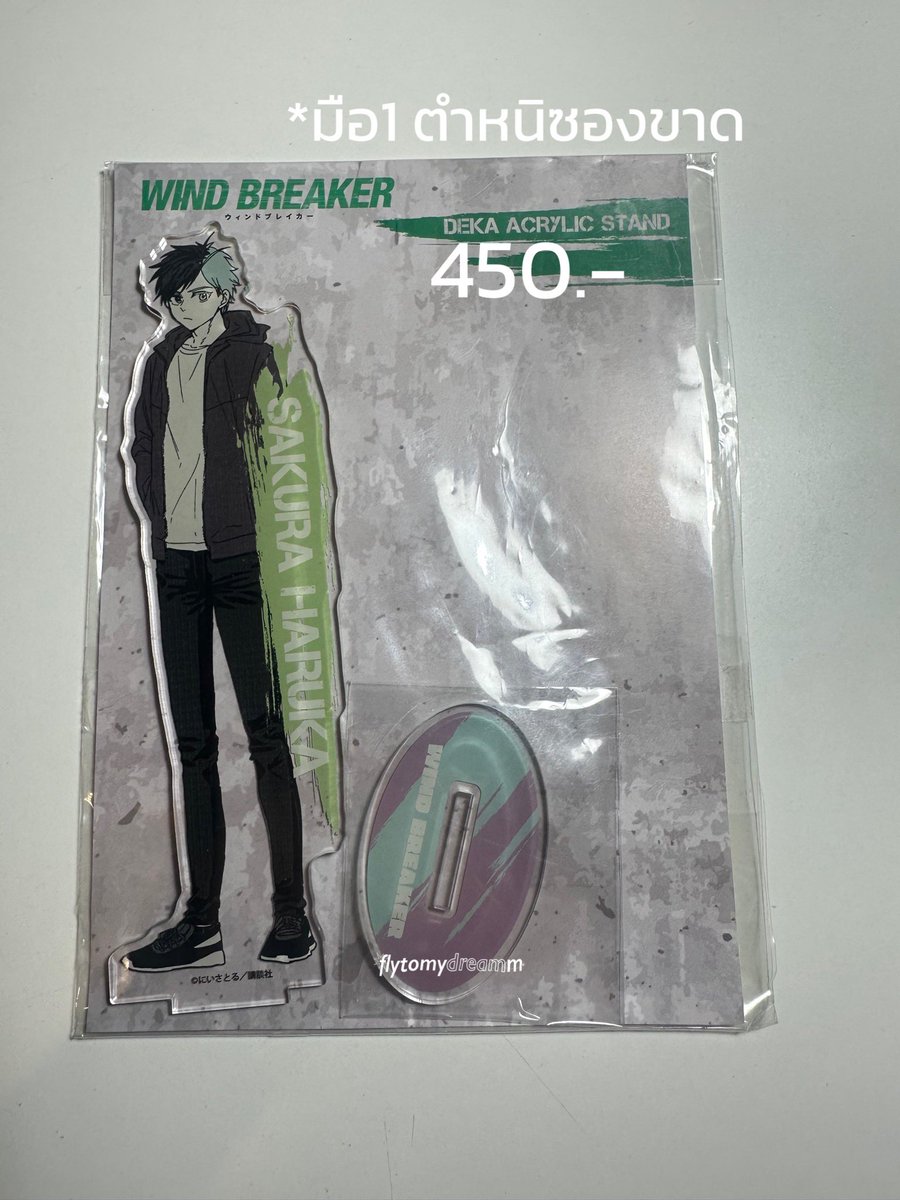 *มือ1 ตำหนิซองขาด
WIND BREAKER
ウィンドブレイカー
DEKA ACRYLIC STAND
450.-
SAKURA HARUKA
WIND BREAKER
flytomydreamm
©にいさとる／講談社